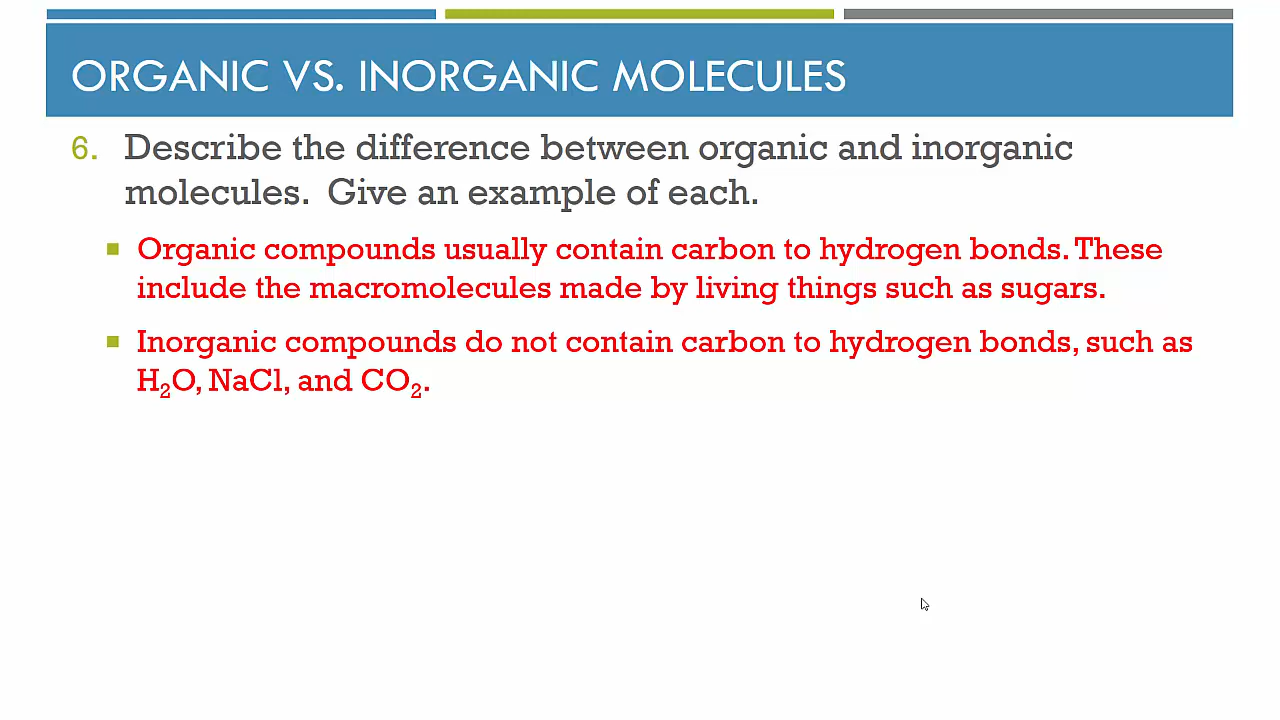 ORGANIC VS. INORGANIC MOLECULES
6. Describe the difference between organic and inorganic
molecules.  Give an example of each.
Organic compounds usually contain carbon to hydrogen bonds. These
include the macromolecules made by living things such as sugars.
Inorganic compounds do not contain carbon to hydrogen bonds, such as
H₂O, NaCl, and CO₂.